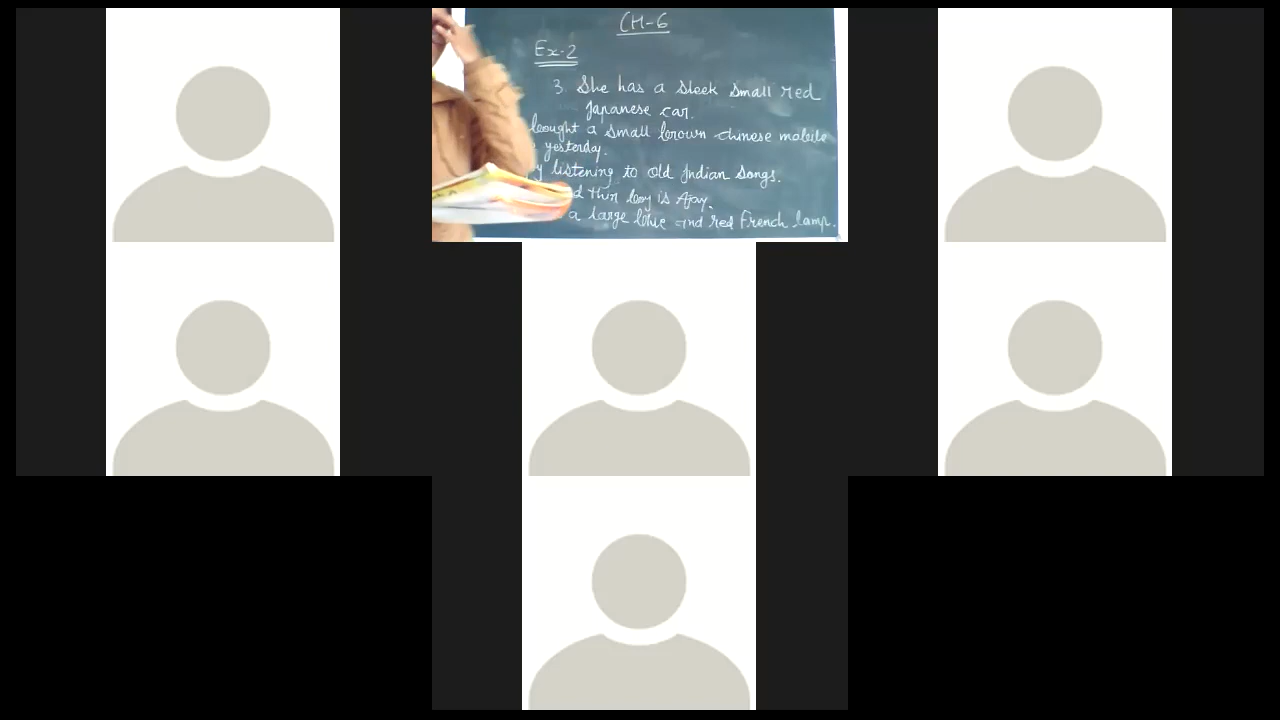 CH-6
Ex-2
3. She has a sleek small red
Japanese car.
bought a small brown chinese mobile
yesterday.
listening to old Indian Songs.
thin boy is Ajay.
a large blue and red French lamp.